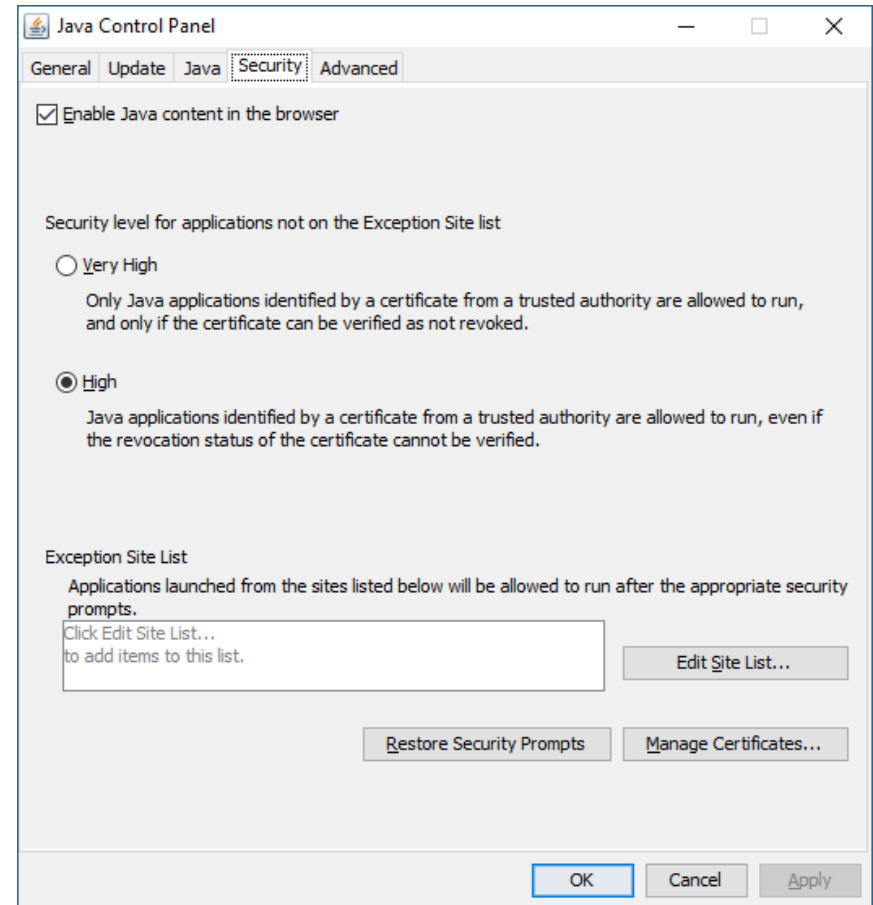 Java Control Panel
General Update Java Security Advanced
Enable Java content in the browser
Security level for applications not on the Exception Site list
Very High
Only Java applications identified by a certificate from a trusted authority are allowed to run,
and only if the certificate can be verified as not revoked.
High
Java applications identified by a certificate from a trusted authority are allowed to run, even if
the revocation status of the certificate cannot be verified.
Exception Site List
Applications launched from the sites listed below will be allowed to run after the appropriate security
prompts.
Click Edit Site List...
to add items to this list.
Edit Site List...
Restore Security Prompts Manage Certificates...
OK Cancel Apply